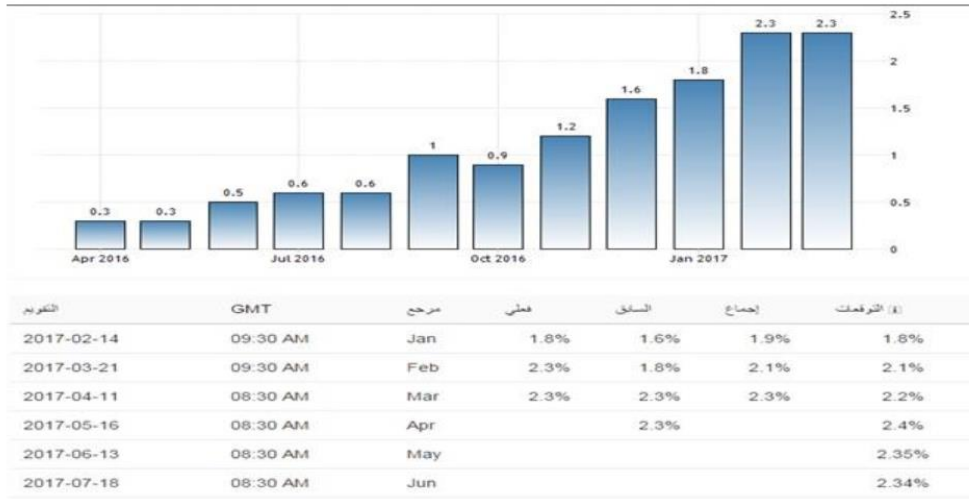 2.5
2.3 2.3
2
1.8
1.6
1.5
1.2
1 0.9
1
0.6 0.6
0.5
0.5
0.3 0.3
0
Apr 2016 Jul 2016 Oct 2016 Jan 2017
التقويم GMT مرجع فعلي السابق إجماع التوقعات
2017-02-14 09:30 AM Jan 1.8% 1.6% 1.9% 1.8%
2017-03-21 09:30 AM Feb 2.3% 1.8% 2.1% 2.1%
2017-04-11 08:30 AM Mar 2.3% 2.3% 2.3% 2.2%
2017-05-16 08:30 AM Apr 2.3% 2.4%
2017-06-13 08:30 AM May 2.35%
2017-07-18 08:30 AM Jun 2.34%